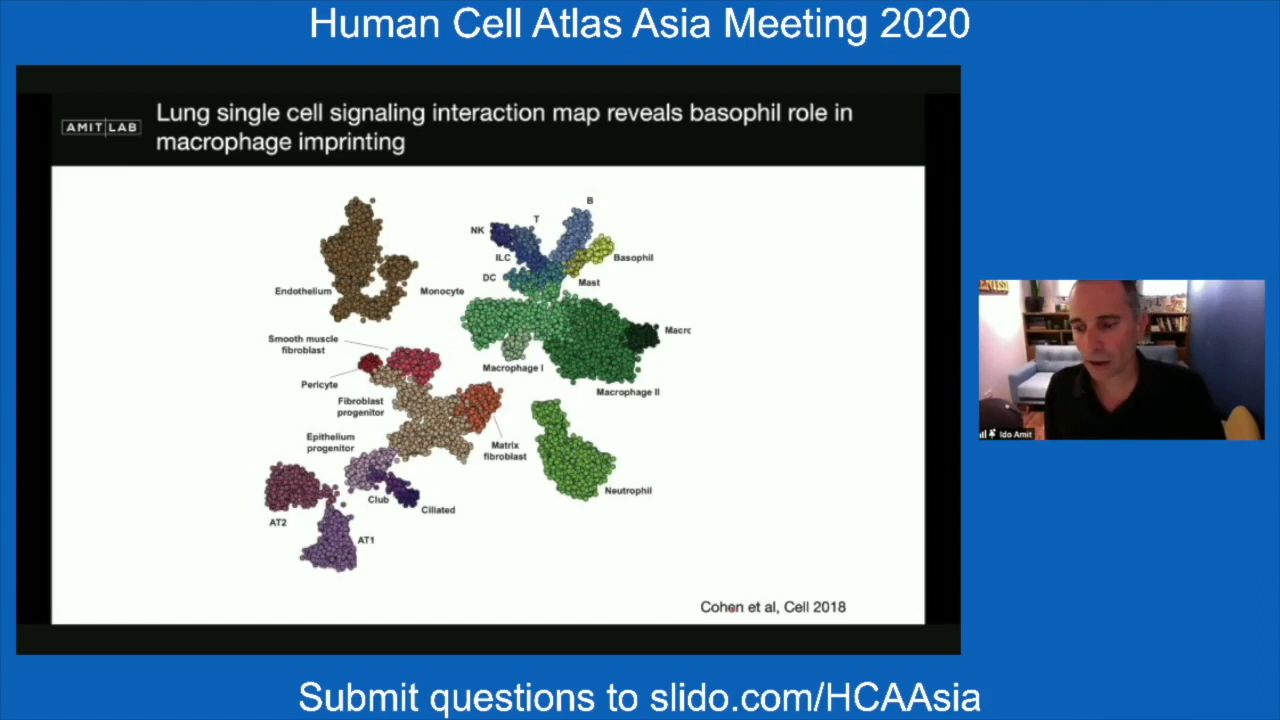 Human Cell Atlas Asia Meeting 2020
AMIT LAB
Lung single cell signaling interaction map reveals basophil role in
macrophage imprinting
B
T
NK
ILC
Basophil
DC
Mast
Endothelium
Monocyte
Macro
Smooth muscle
fibroblast
Macrophage I
Pericyte
Macrophage II
Fibroblast
progenitor
Epithelium
progenitor
Matrix
fibroblast
Neutrophil
Club
Ciliated
AT2
AT1
Cohen et al, Cell 2018
Ido Amit
Submit questions to slido.com/HCAAsia